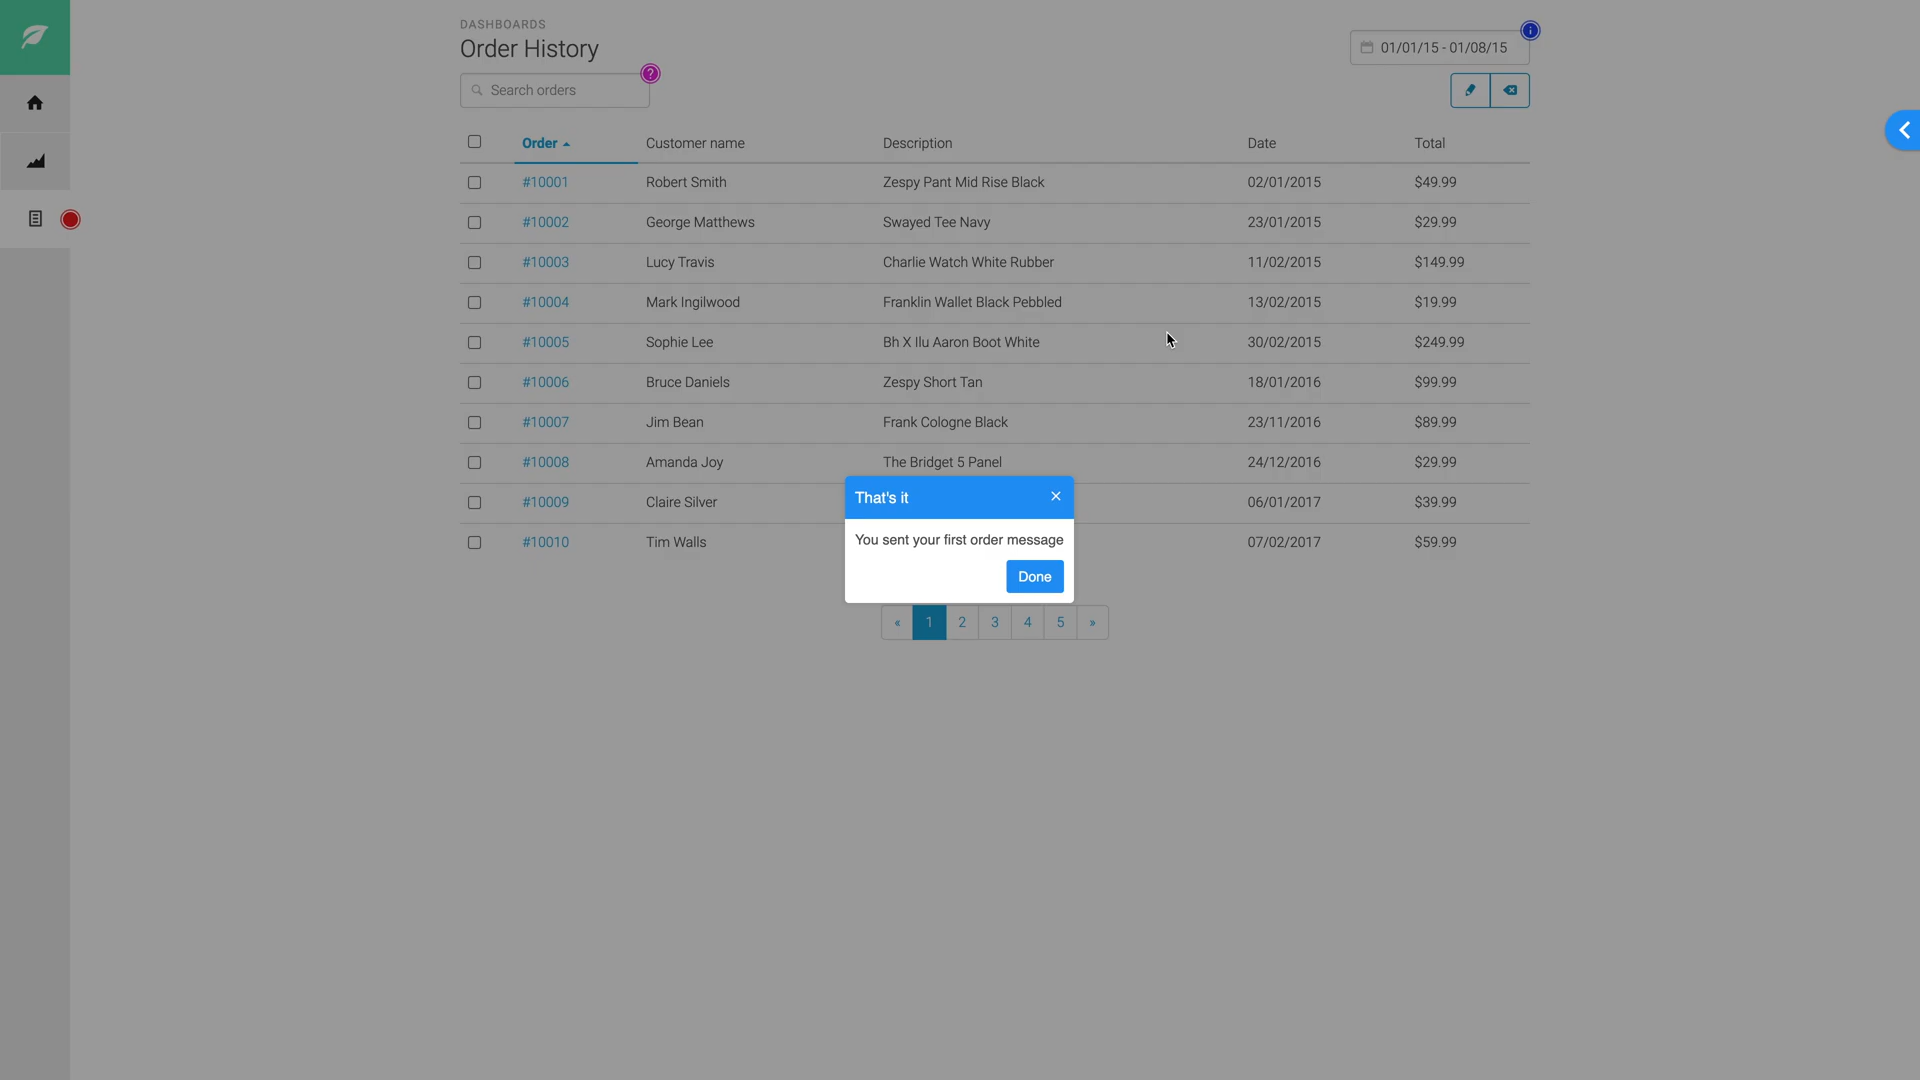 DASHBOARDS
Order History
01/01/15 - 01/08/15
Search orders
Order Customer name Description Date Total
#10001 Robert Smith Zespy Pant Mid Rise Black 02/01/2015 $49.99
#10002 George Matthews Swayed Tee Navy 23/01/2015 $29.99
#10003 Lucy Travis Charlie Watch White Rubber 11/02/2015 $149.99
#10004 Mark Ingilwood Franklin Wallet Black Pebbled 13/02/2015 $19.99
#10005 Sophie Lee Bh X Ilu Aaron Boot White 30/02/2015 $249.99
#10006 Bruce Daniels Zespy Short Tan 18/01/2016 $99.99
#10007 Jim Bean Frank Cologne Black 23/11/2016 $89.99
#10008 Amanda Joy The Bridget 5 Panel 24/12/2016 $29.99
#10009 Claire Silver 06/01/2017 $39.99
#10010 Tim Walls 07/02/2017 $59.99
That's it ×
You sent your first order message
Done
« 1 2 3 4 5 »